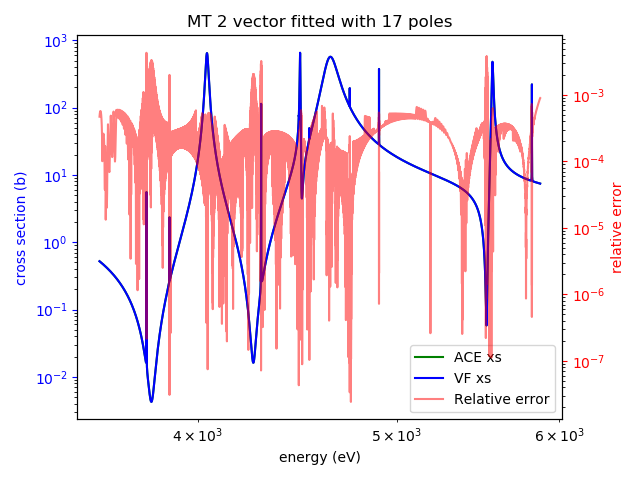 MT 2 vector fitted with 17 poles
cross section (b)
10³
10²
10¹
10⁰
10⁻¹
10⁻²
10⁻³
10⁻⁴
10⁻⁵
10⁻⁶
10⁻⁷
relative error
ACE xs
VF xs
Relative error
4 × 10³ 5 × 10³ 6 × 10³
energy (eV)